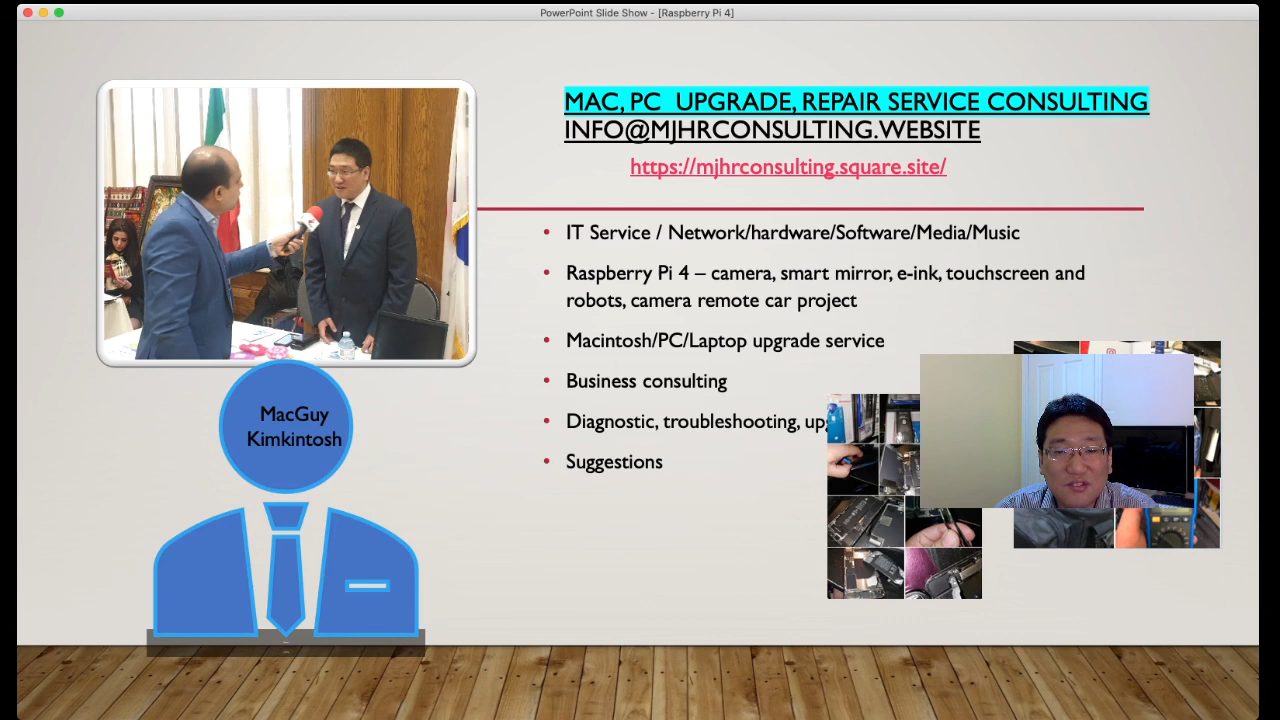 PowerPoint Slide Show - [Raspberry Pi 4]
MAC, PC UPGRADE, REPAIR SERVICE CONSULTING
INFO@MJHRCONSULTING.WEBSITE
https://mjhrconsulting.square.site/
• IT Service / Network/hardware/Software/Media/Music
• Raspberry Pi 4 – camera, smart mirror, e-ink, touchscreen and
robots, camera remote car project
• Macintosh/PC/Laptop upgrade service
• Business consulting
• Diagnostic, troubleshooting,
• Suggestions
MacGuy
Kimkintosh